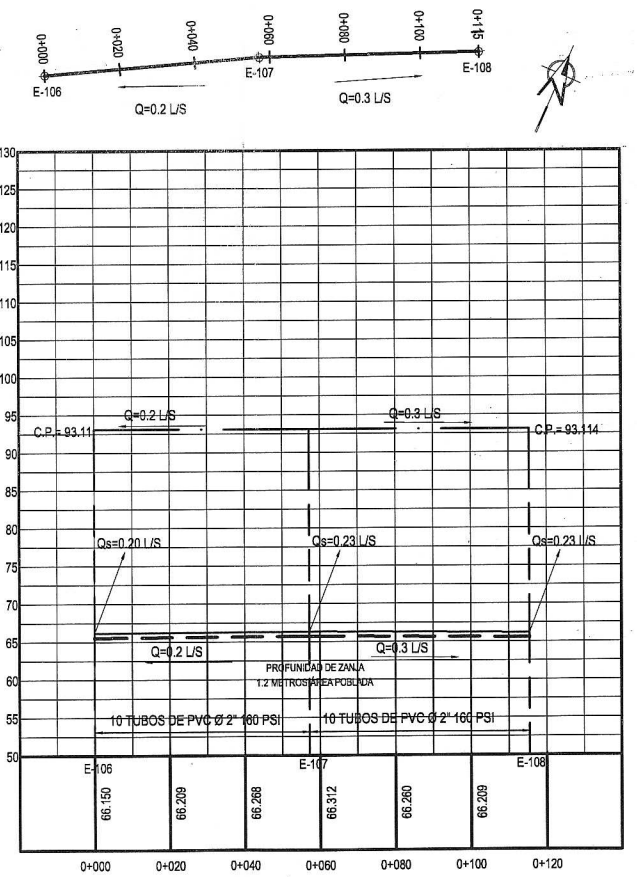 0+000
0+020
0+040
0+060
0+080
0+100
0+115
E-106
E-107
E-108
Q=0.2 L/S
Q=0.3 L/S
N
130
125
120
115
110
105
100
95
90
85
80
75
70
65
60
55
50
Q=0.2 L/S
Q=0.3 L/S
C.P.= 93.11
C.P.= 93.114
Qs=0.20 L/S
Qs=0.23 L/S
Qs=0.23 L/S
Q=0.2 L/S
Q=0.3 L/S
PROFUNIDAD DE ZANJA
1.2 METROS AREA POBLADA
10 TUBOS DE PVC Ø 2" 160 PSI
10 TUBOS DE PVC Ø 2" 160 PSI
E-106
E-107
E-108
66.150
66.209
66.268
66.312
66.260
66.209
0+000
0+020
0+040
0+060
0+080
0+100
0+120